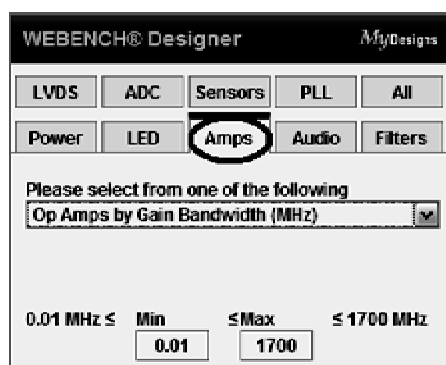 WEBENCH® Designer MyDesigns
LVDS ADC Sensors PLL All
Power LED Amps Audio Filters
Please select from one of the following
Op Amps by Gain Bandwidth (MHz)
0.01 MHz ≤ Min ≤Max ≤ 1700 MHz
0.01 1700